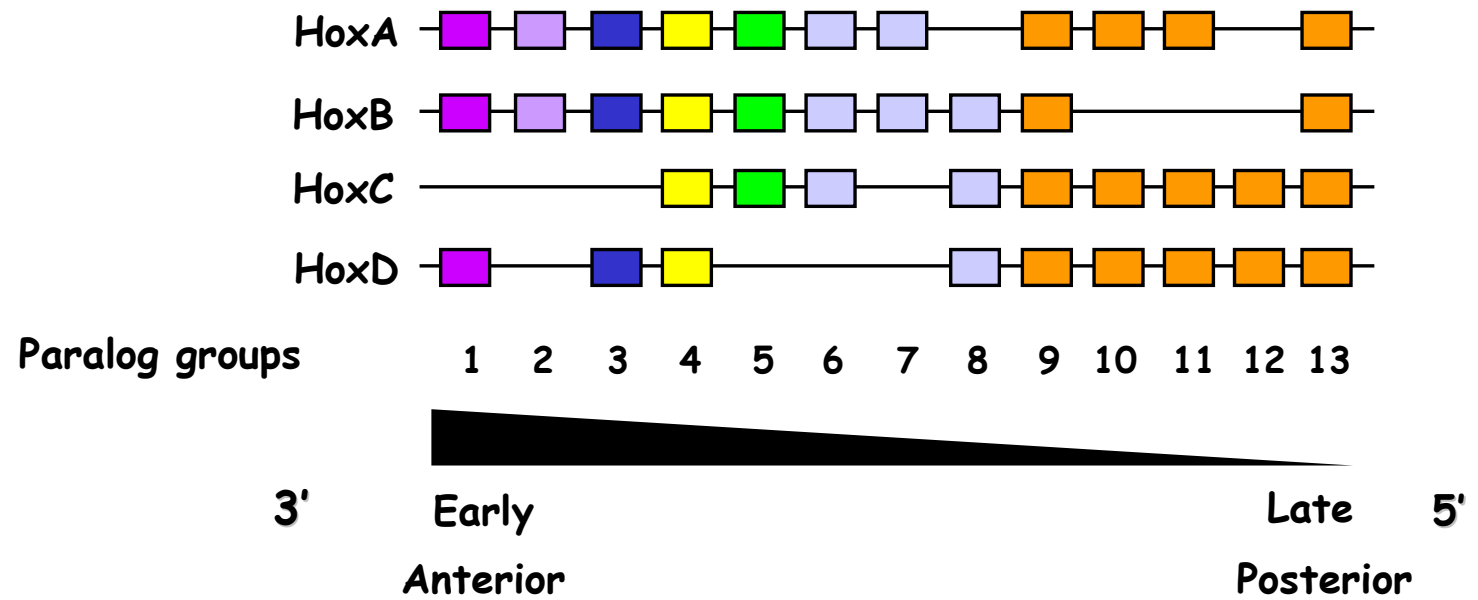 HoxA
HoxB
HoxC
HoxD
Paralog groups 1 2 3 4 5 6 7 8 9 10 11 12 13
3' Early Late 5'
Anterior Posterior